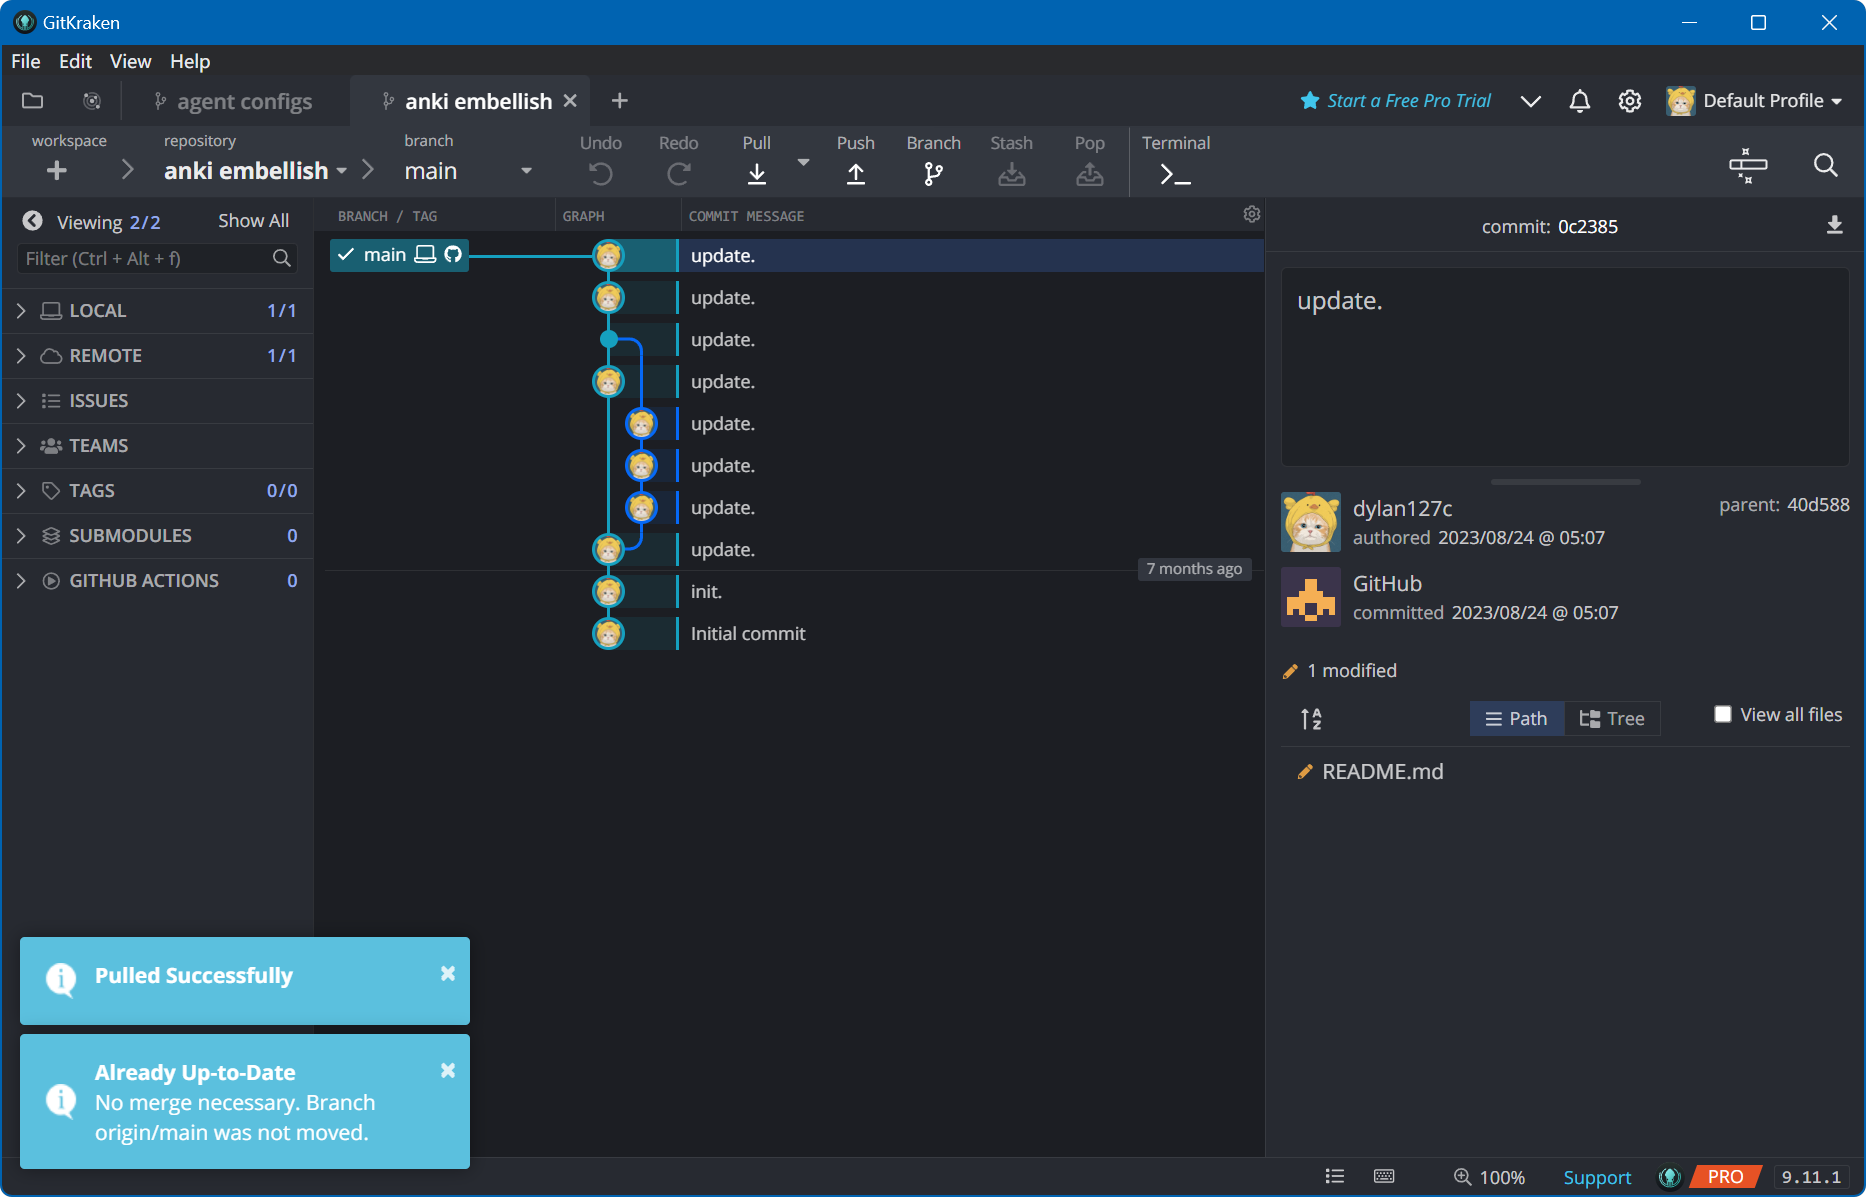 GitKraken
File Edit View Help
agent configs
anki embellish
Start a Free Pro Trial
Default Profile
workspace
repository
anki embellish
branch
main
Undo
Redo
Pull
Push
Branch
Stash
Pop
Terminal
Viewing 2/2
Show All
Filter (Ctrl + Alt + f)
LOCAL 1/1
REMOTE 1/1
ISSUES
TEAMS
TAGS 0/0
SUBMODULES 0
GITHUB ACTIONS 0
BRANCH / TAG
GRAPH
COMMIT MESSAGE
main
update.
update.
update.
update.
update.
update.
update.
update.
7 months ago
init.
Initial commit
commit: 0c2385
update.
dylan127c
authored 2023/08/24 @ 05:07
parent: 40d588
GitHub
committed 2023/08/24 @ 05:07
1 modified
A
Z
Path
Tree
View all files
README.md
Pulled Successfully
Already Up-to-Date
No merge necessary. Branch
origin/main was not moved.
100%
Support
PRO
9.11.1